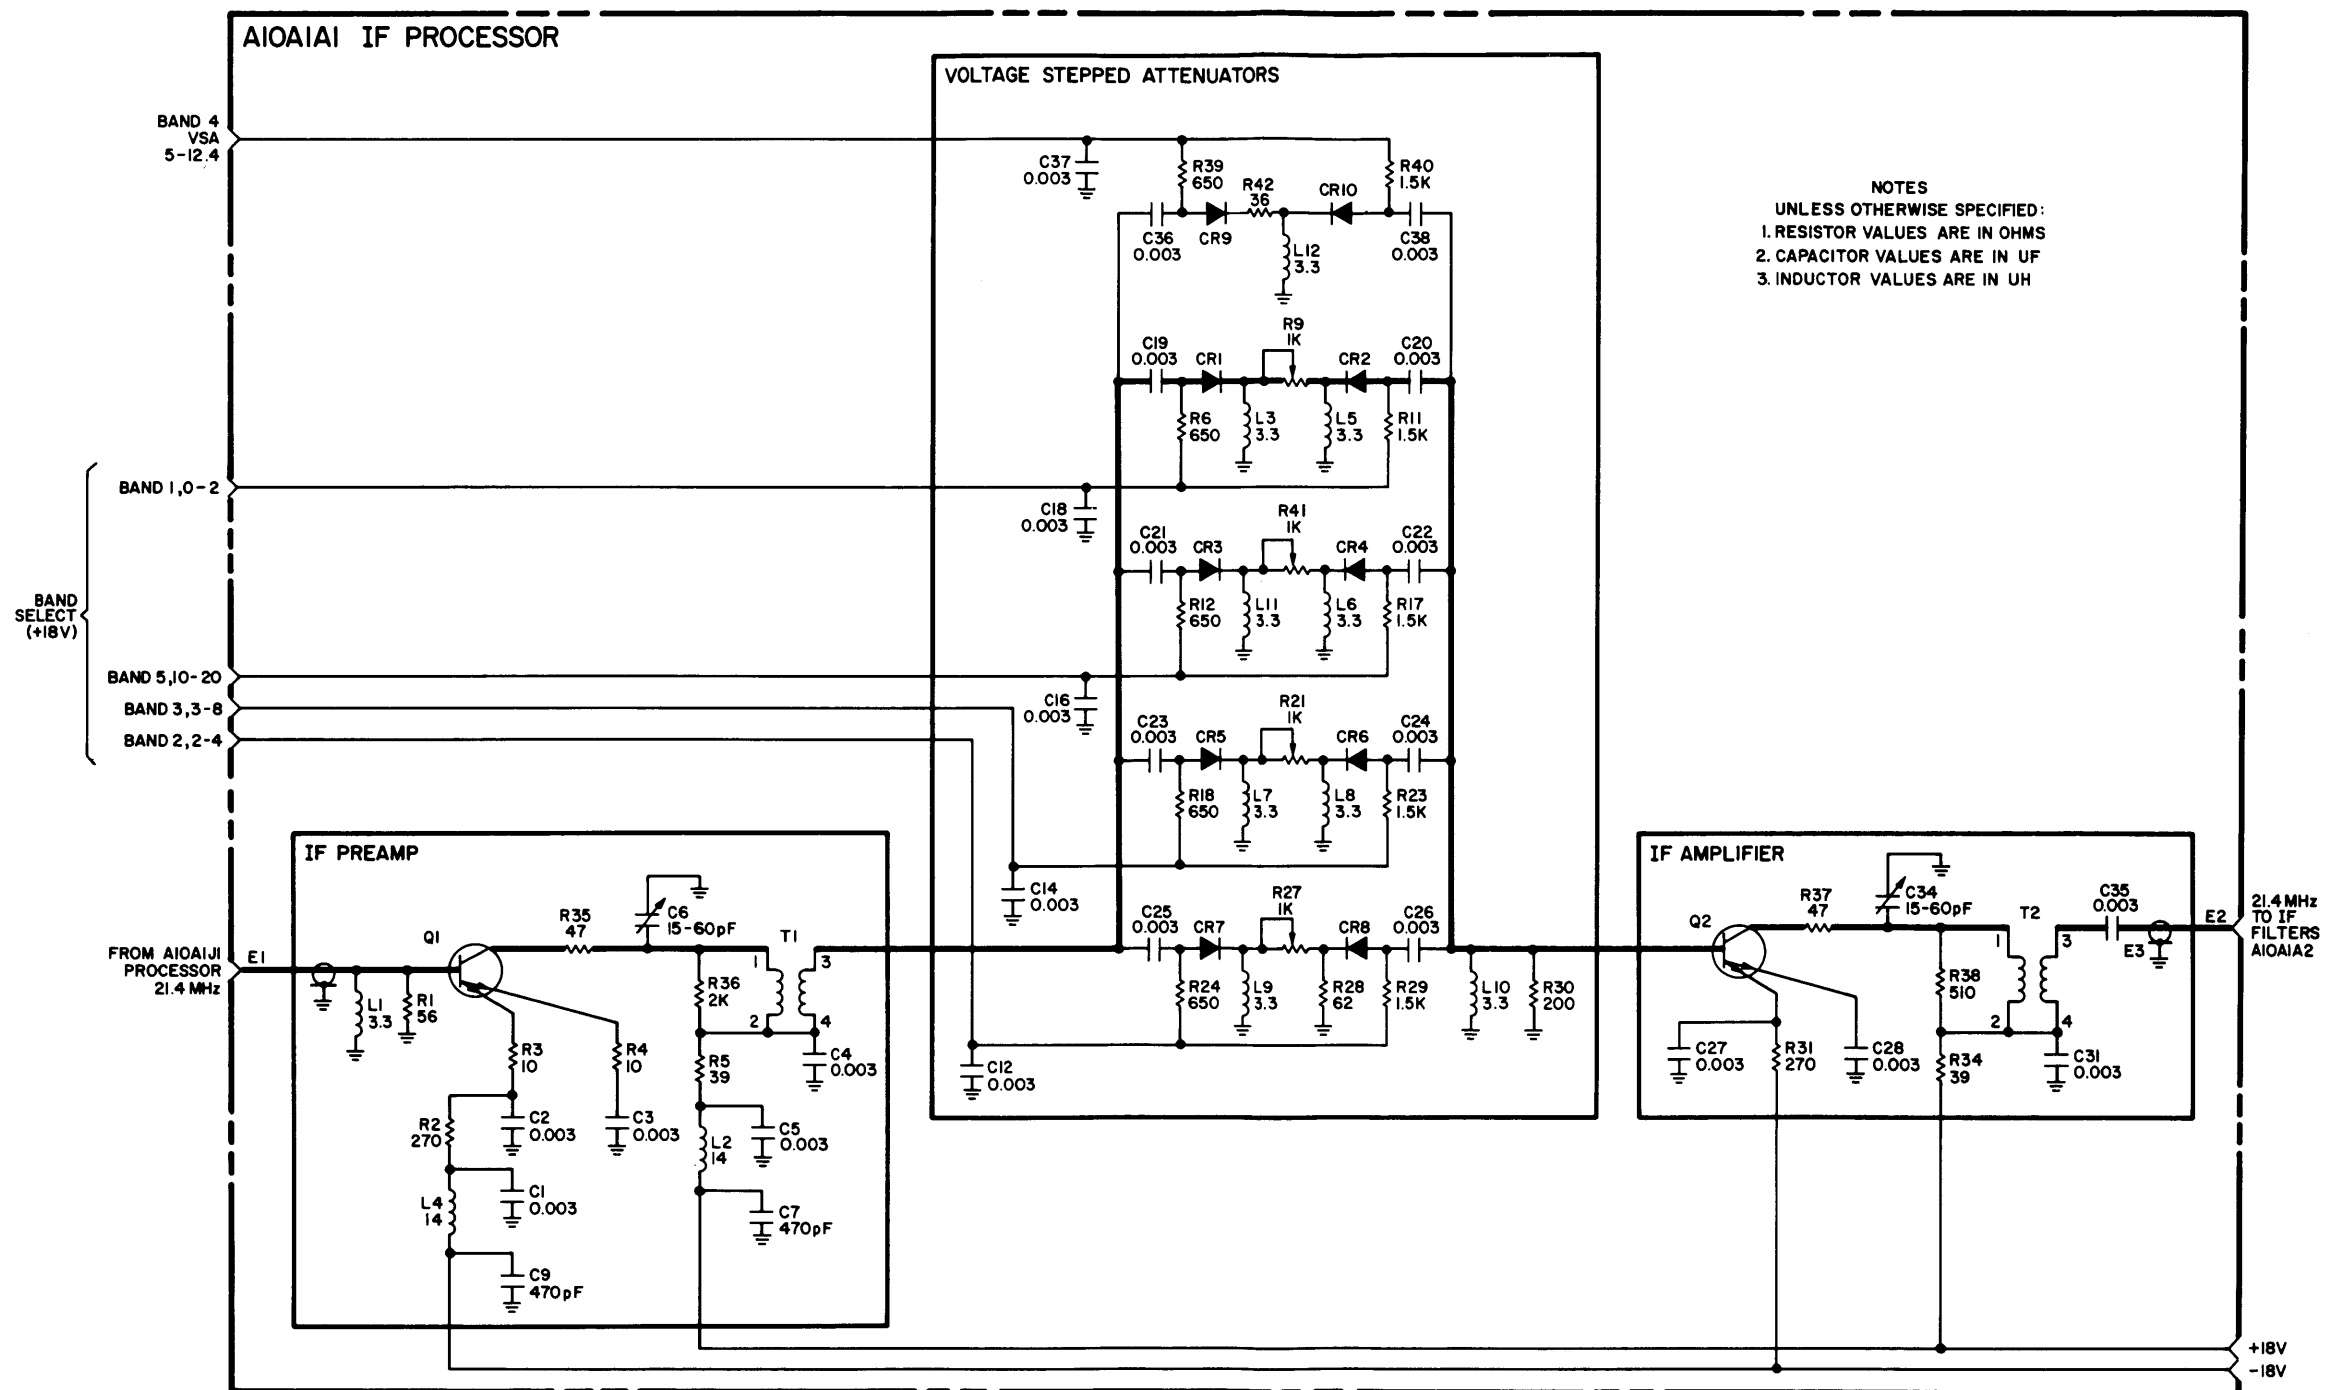 A10A1A1 IF PROCESSOR
VOLTAGE STEPPED ATTENUATORS
BAND 4
VSA
5-12.4
C37
0.003
R39
650
R42
36
CR10
R40
1.5K
C36
0.003
CR9
L12
3.3
C38
0.003
NOTES
UNLESS OTHERWISE SPECIFIED:
1. RESISTOR VALUES ARE IN OHMS
2. CAPACITOR VALUES ARE IN UF
3. INDUCTOR VALUES ARE IN UH
R9
1K
C19
0.003
CR1
CR2
C20
0.003
R6
650
L3
3.3
L5
3.3
R11
1.5K
BAND 1,0-2
C18
0.003
R41
1K
C21
0.003
CR3
CR4
C22
0.003
R12
650
L11
3.3
L6
3.3
R17
1.5K
BAND
SELECT
(+18V)
BAND 5,10-20
BAND 3,3-8
BAND 2,2-4
C16
0.003
R21
1K
C23
0.003
CR5
CR6
C24
0.003
R18
650
L7
3.3
L8
3.3
R23
1.5K
C14
0.003
R27
1K
C25
0.003
CR7
CR8
C26
0.003
R24
650
L9
3.3
R28
62
R29
1.5K
L10
3.3
R30
200
C12
0.003
IF PREAMP
FROM A10A1J1
PROCESSOR
21.4 MHz
E1
L1
3.3
R1
56
Q1
R35
47
C6
15-60pF
T1
1
3
R36
2K
2
4
R3
10
R4
10
R5
39
C4
0.003
R2
270
C2
0.003
C3
0.003
L2
14
C5
0.003
L4
14
C1
0.003
C7
470pF
C9
470pF
IF AMPLIFIER
Q2
R37
47
C34
15-60pF
T2
C35
0.003
E2
21.4 MHz
TO IF
FILTERS
A10A1A2
1
3
E3
R38
510
2
4
C27
0.003
R31
270
C28
0.003
R34
39
C31
0.003
+18V
-18V